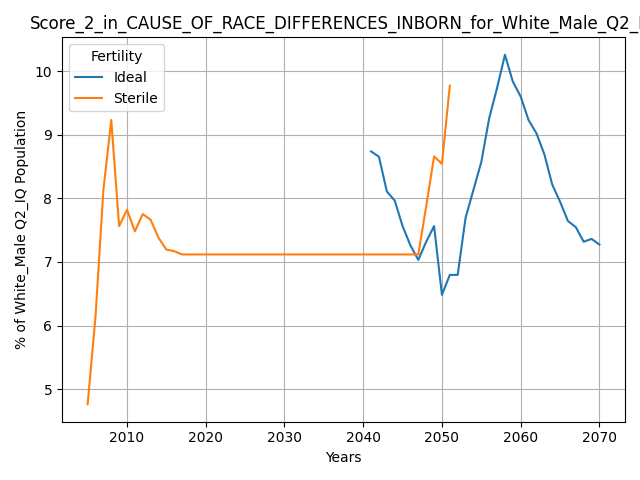 Score_2_in_CAUSE_OF_RACE_DIFFERENCES_INBORN_for_White_Male_Q2_I
Fertility
Ideal
Sterile
% of White_Male Q2_IQ Population
10
9
8
7
6
5
2010 2020 2030 2040 2050 2060 2070
Years